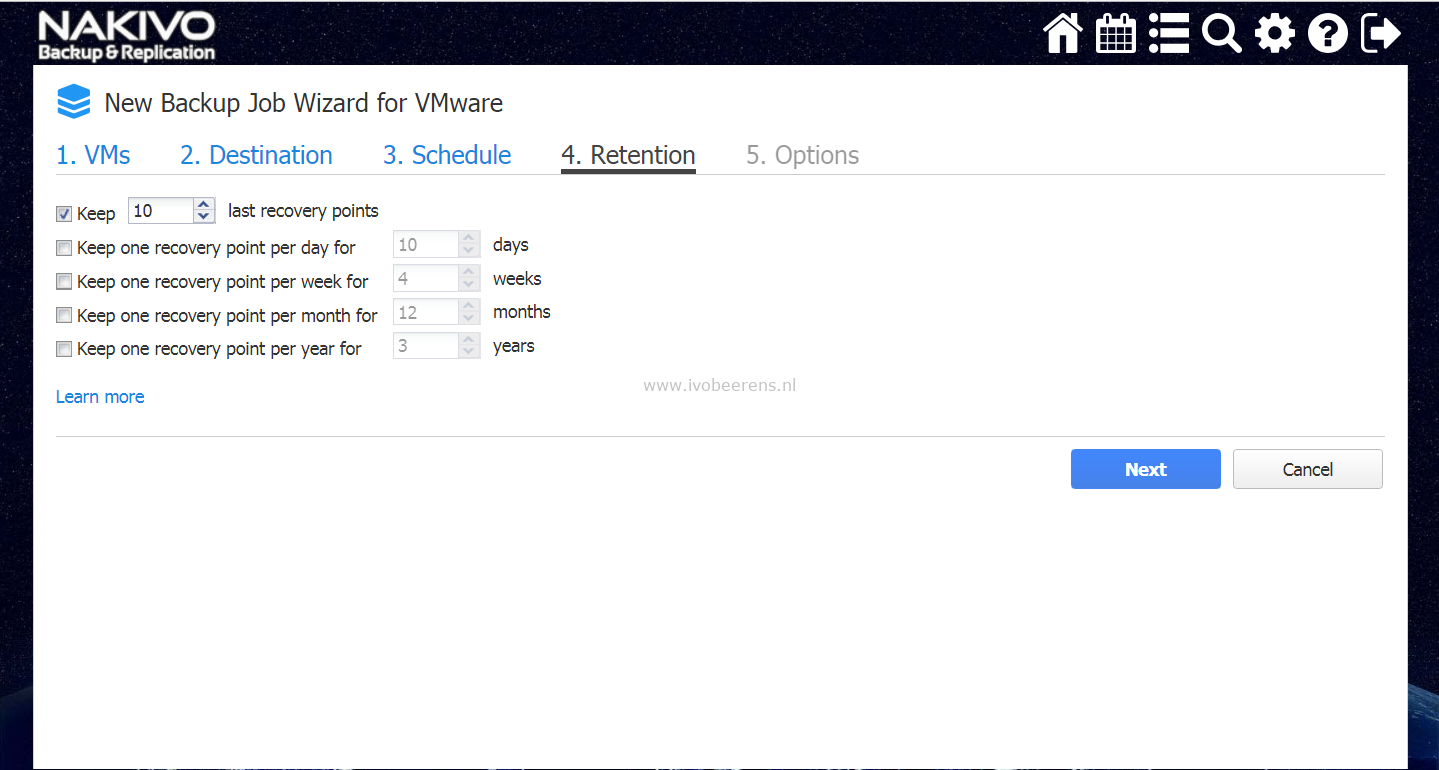 NAKIVO
Backup & Replication
New Backup Job Wizard for VMware
1. VMs 2. Destination 3. Schedule 4. Retention 5. Options
Keep 10 last recovery points
Keep one recovery point per day for 10 days
Keep one recovery point per week for 4 weeks
Keep one recovery point per month for 12 months
Keep one recovery point per year for 3 years
www.ivobeerens.nl
Learn more
Next Cancel